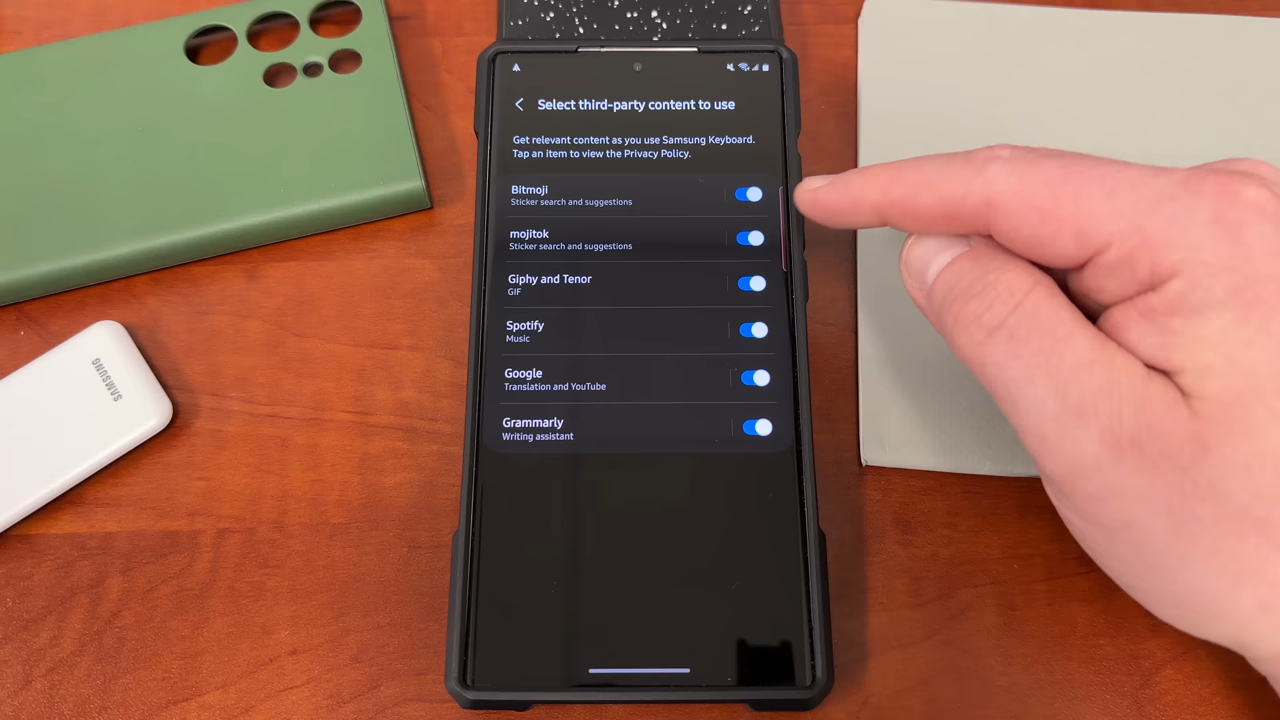 Select third-party content to use
Get relevant content as you use Samsung Keyboard.
Tap an item to view the Privacy Policy.
Bitmoji
Sticker search and suggestions
mojitok
Sticker search and suggestions
Giphy and Tenor
GIF
Spotify
Music
Google
Translation and YouTube
Grammarly
Writing assistant
SAMSUNG